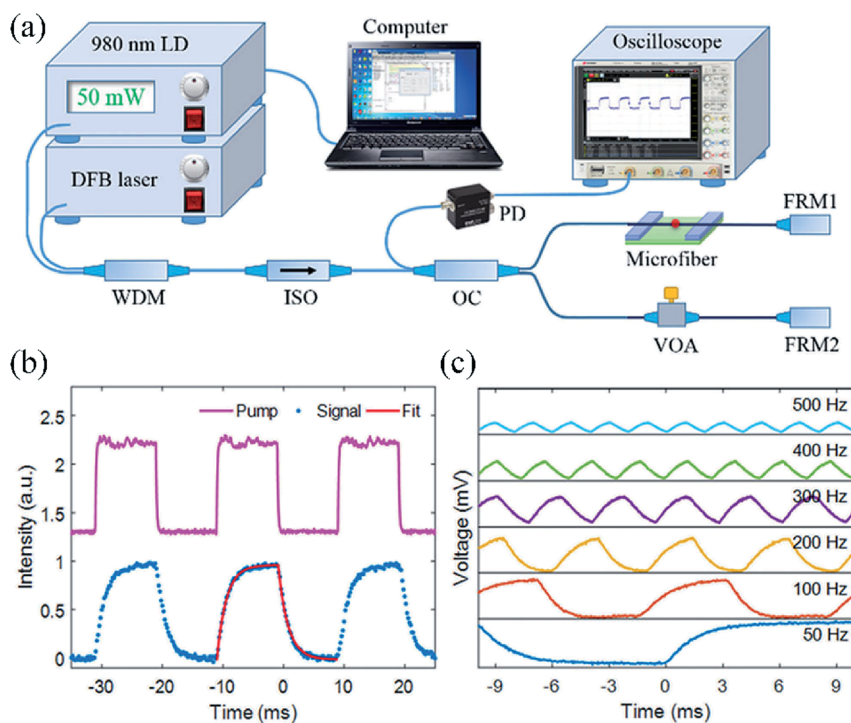 (a)
980 nm LD
50 mW
DFB laser
Computer
Oscilloscope
PD
FRM1
Microfiber
WDM
ISO
OC
VOA
FRM2
(b)
Pump
Signal
Fit
2.5
2
1.5
1
0.5
0
Intensity (a.u.)
-30
-20
-10
0
10
20
Time (ms)
(c)
500 Hz
400 Hz
300 Hz
200 Hz
100 Hz
50 Hz
Voltage (mV)
-9
-6
-3
0
3
6
9
Time (ms)